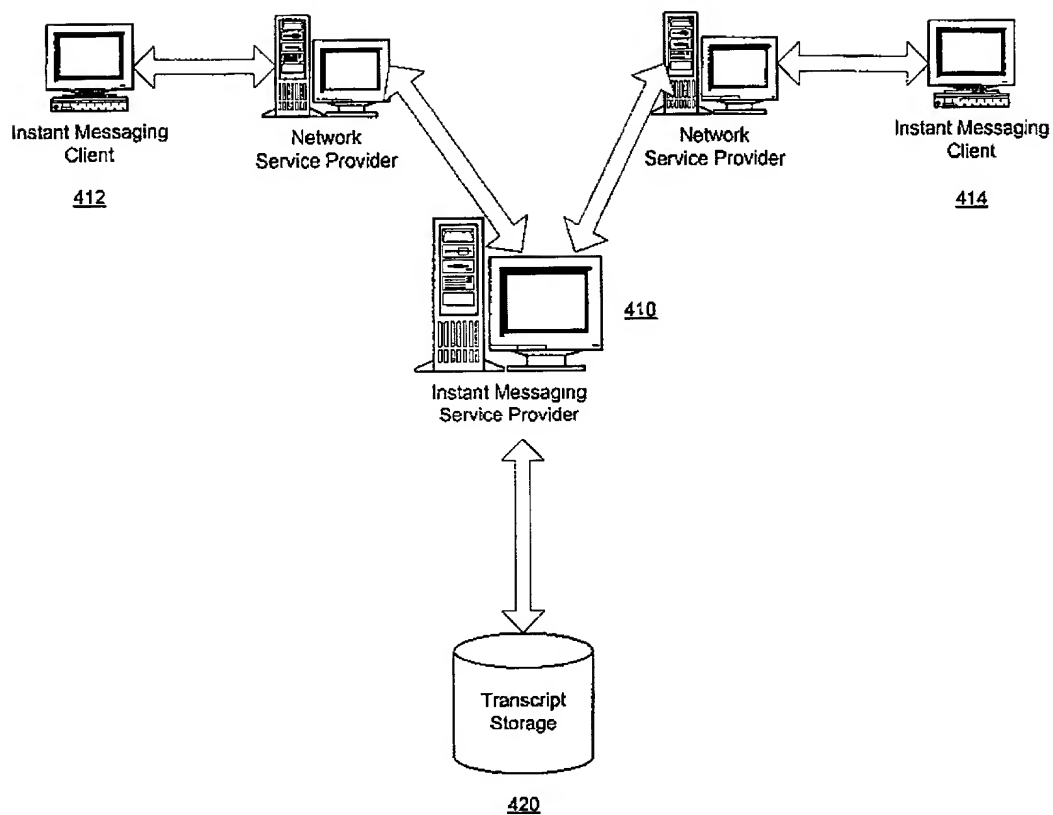 Instant Messaging
Client
412
Network
Service Provider
Network
Service Provider
Instant Messaging
Client
414
410
Instant Messaging
Service Provider
Transcript
Storage
420